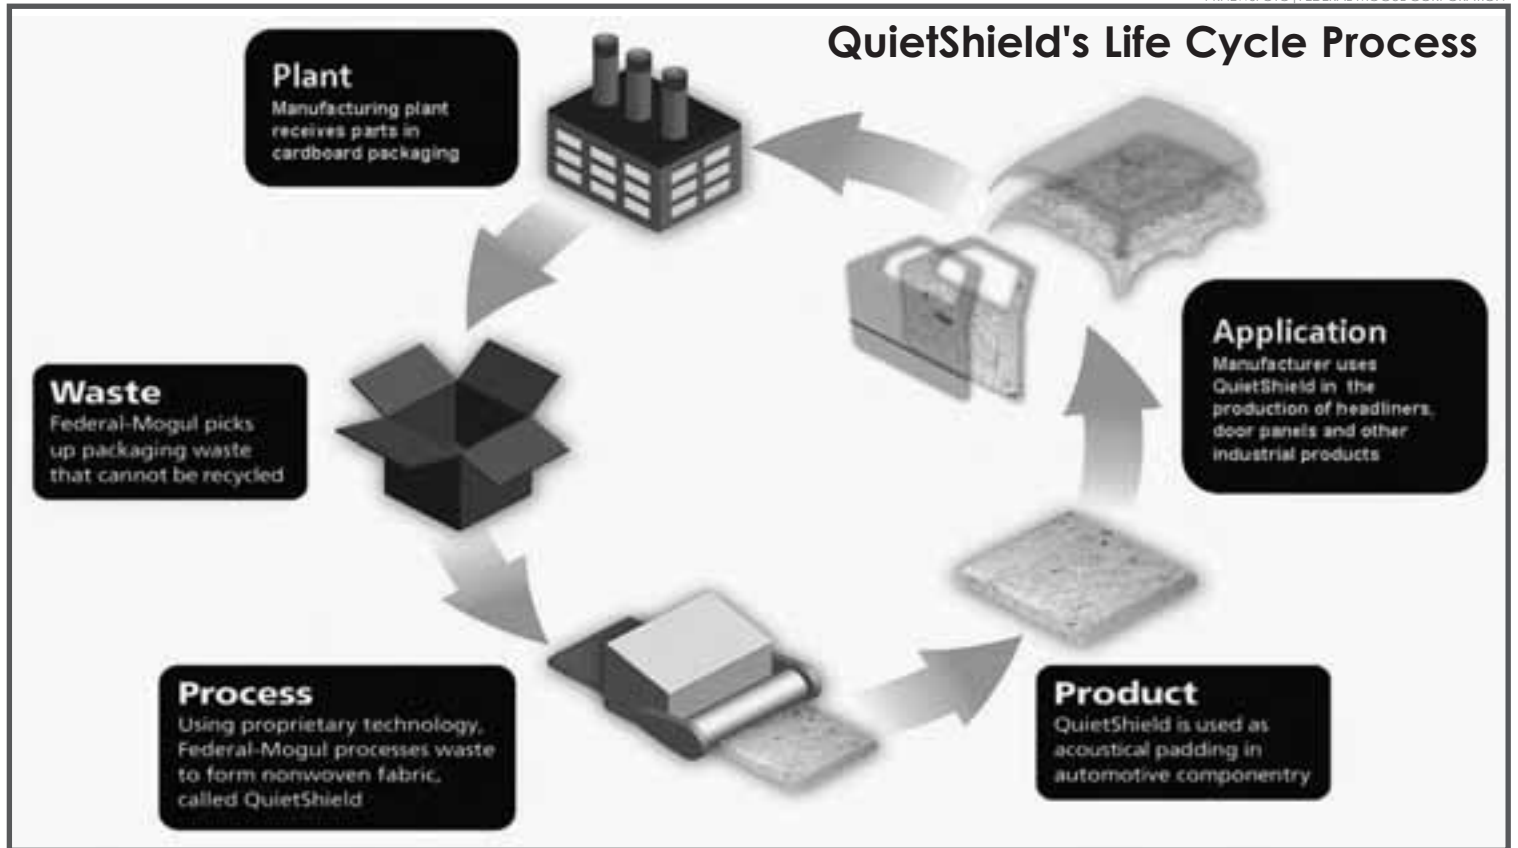 QuietShield's Life Cycle Process
Plant
Manufacturing plant
receives parts in
cardboard packaging
Waste
Federal-Mogul picks
up packaging waste
that cannot be recycled
Process
Using proprietary technology,
Federal-Mogul processes waste
to form nonwoven fabric,
called QuietShield
Product
QuietShield is used as
acoustical padding in
automotive componentry
Application
Manufacturer uses
QuietShield in the
production of headliners,
door panels and other
industrial products